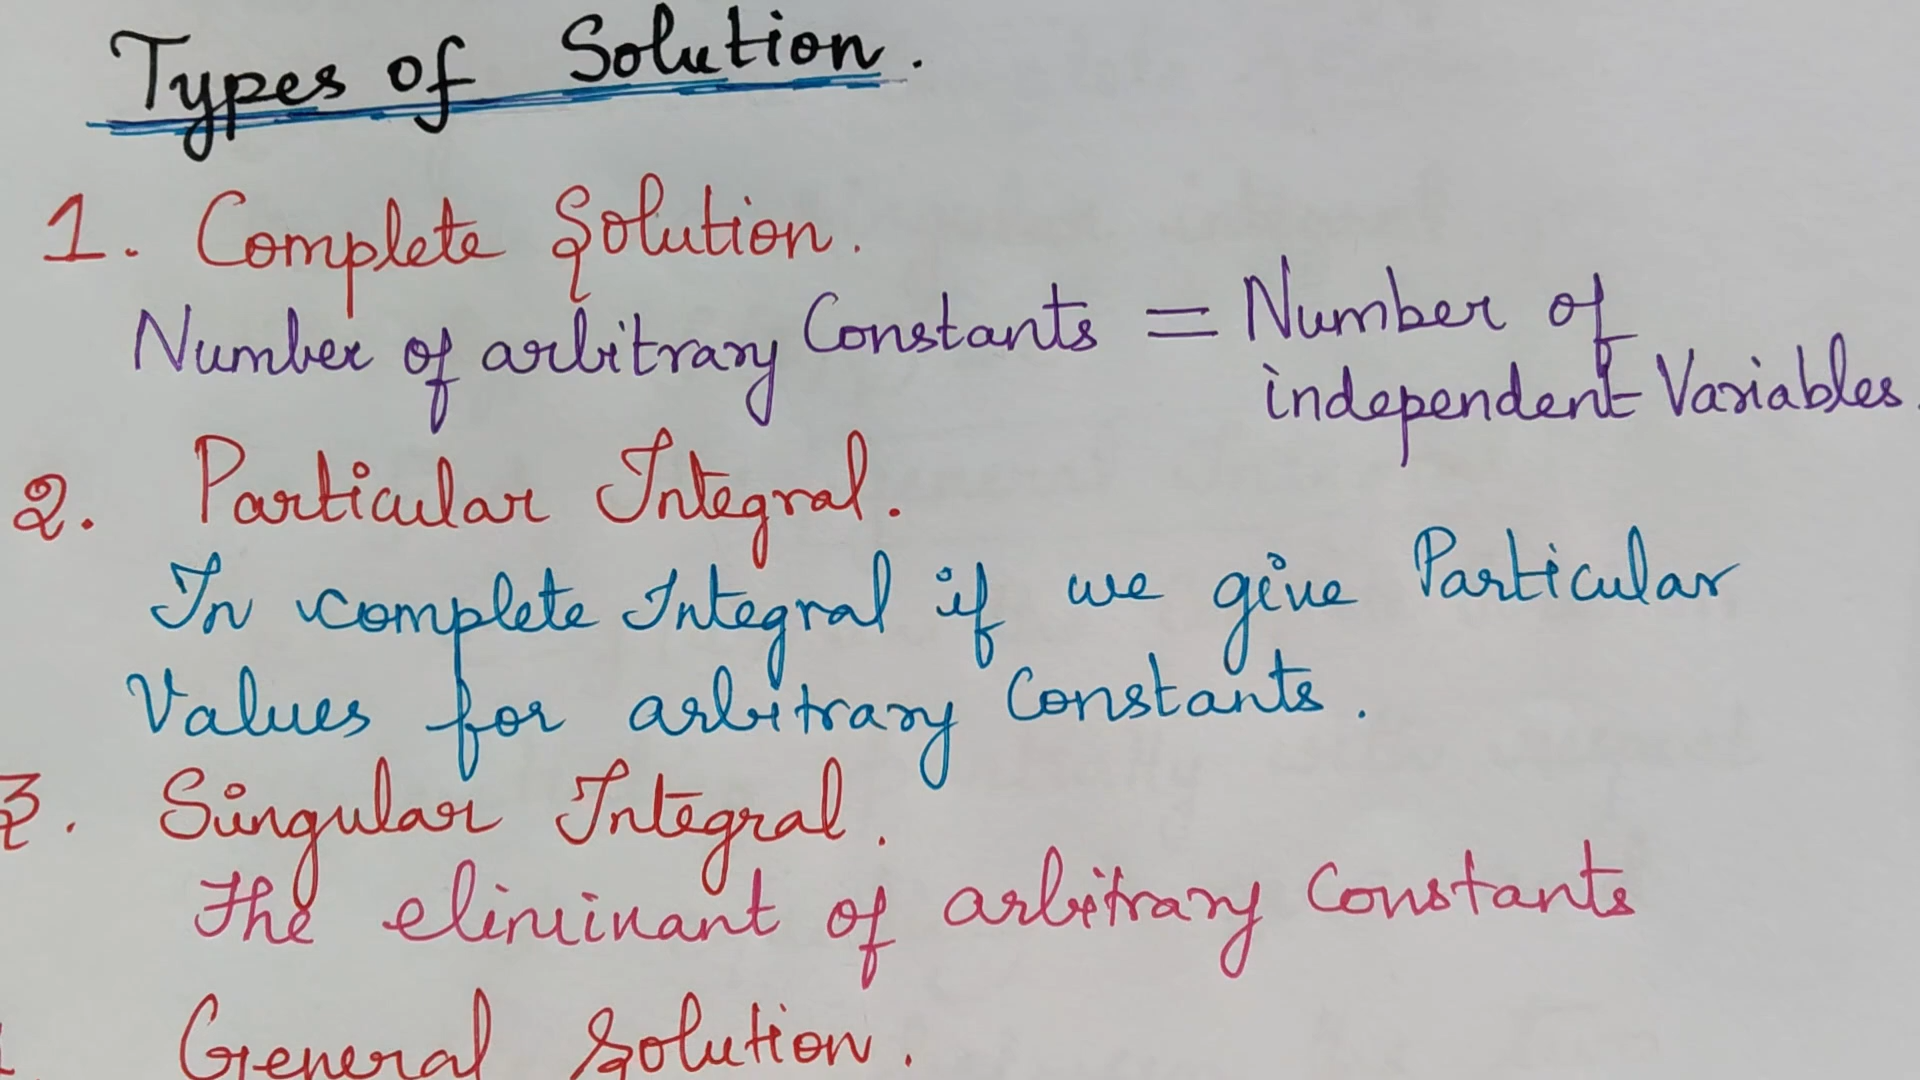 Types of Solution.
1. Complete Solution.
Number of arbitrary Constants = Number of
independent Variables.
2. Particular Integral.
In complete Integral if we give Particular
Values for arbitrary Constants.
3. Singular Integral.
The eliminant of arbitrary Constants
General Solution.